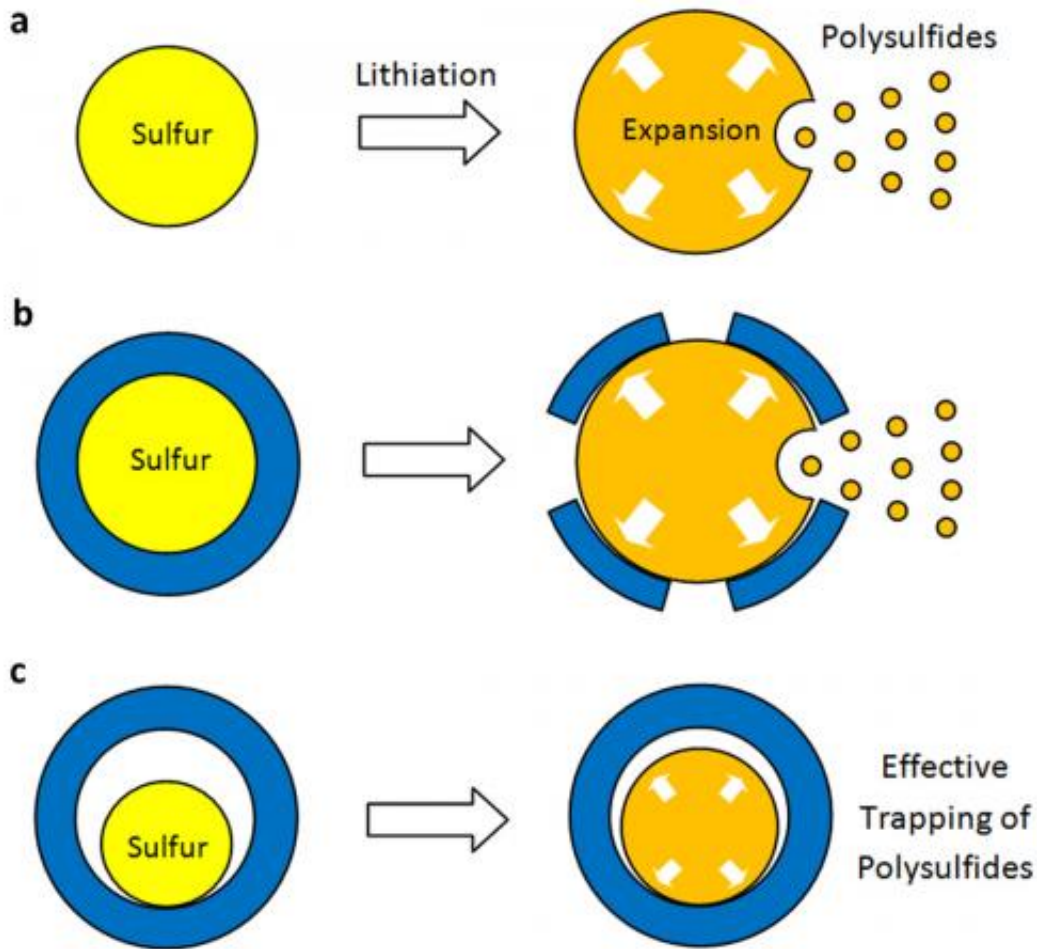 a
Polysulfides
Lithiation
Sulfur
Expansion
b
Sulfur
c
Effective
Trapping of
Polysulfides
Sulfur